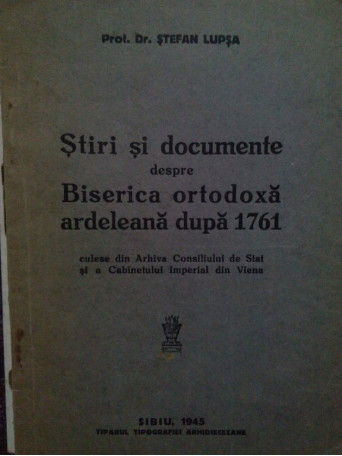 Prof. Dr. ŞTEFAN LUPŞA
Ştiri şi documente
despre
Biserica ortodoxă
ardeleană după 1761
culese din Arhiva Consiliului de Stat
şi a Cabinetului Imperial din Viena
SIBIU, 1945
TIPARUL TIPOGRAFIEI ARHIDIECEZANE